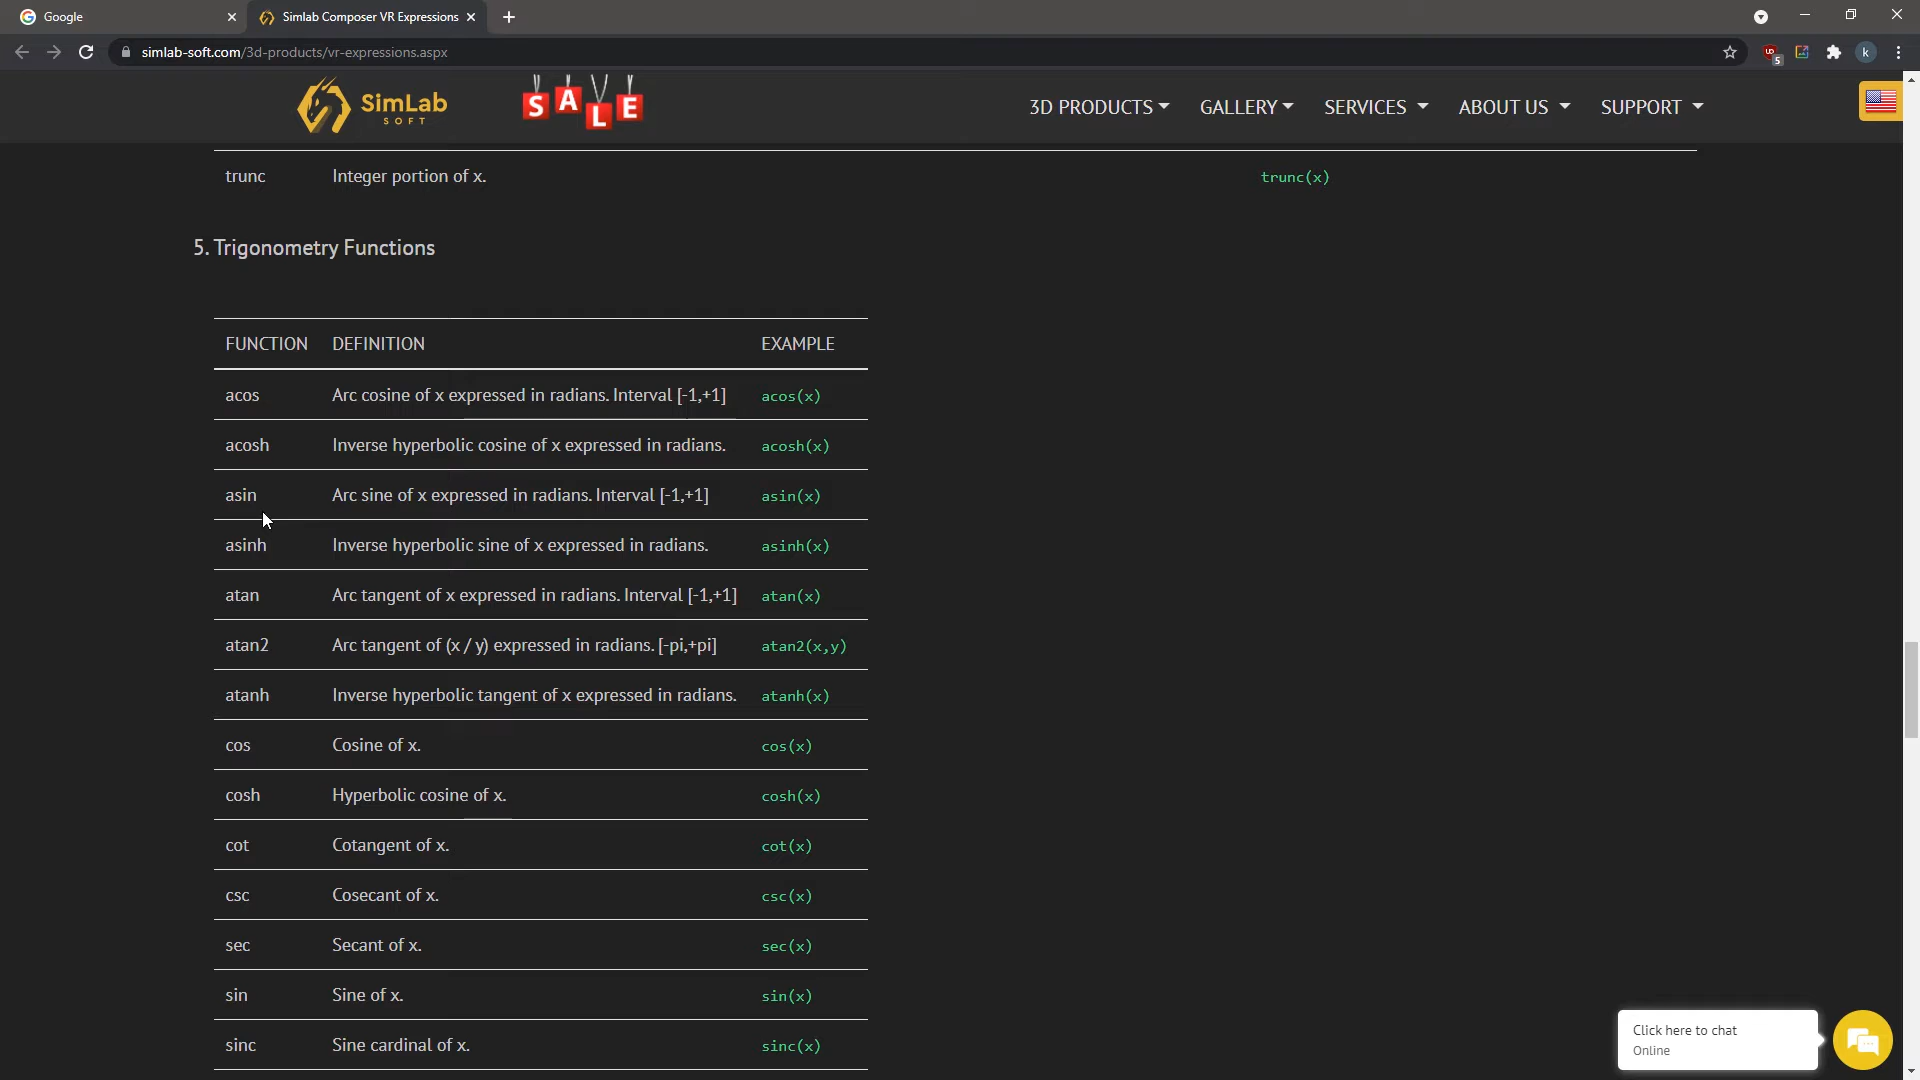 Google
Simlab Composer VR Expressions
simlab-soft.com/3d-products/vr-expressions.aspx
UD
5
k
SimLab
SOFT
SALE
3D PRODUCTS
GALLERY
SERVICES
ABOUT US
SUPPORT
trunc Integer portion of x. trunc(x)
5. Trigonometry Functions
FUNCTION DEFINITION EXAMPLE
acos Arc cosine of x expressed in radians. Interval [-1,+1] acos(x)
acosh Inverse hyperbolic cosine of x expressed in radians. acosh(x)
asin Arc sine of x expressed in radians. Interval [-1,+1] asin(x)
asinh Inverse hyperbolic sine of x expressed in radians. asinh(x)
atan Arc tangent of x expressed in radians. Interval [-1,+1] atan(x)
atan2 Arc tangent of (x / y) expressed in radians. [-pi,+pi] atan2(x,y)
atanh Inverse hyperbolic tangent of x expressed in radians. atanh(x)
cos Cosine of x. cos(x)
cosh Hyperbolic cosine of x. cosh(x)
cot Cotangent of x. cot(x)
csc Cosecant of x. csc(x)
sec Secant of x. sec(x)
sin Sine of x. sin(x)
sinc Sine cardinal of x. sinc(x)
Click here to chat
Online